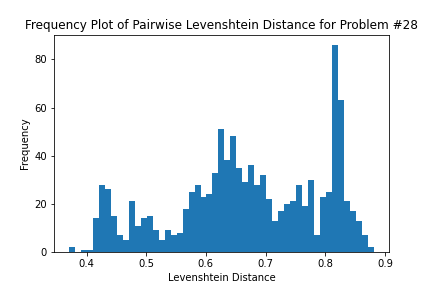 Frequency Plot of Pairwise Levenshtein Distance for Problem #28
Frequency
80
60
40
20
0
0.4 0.5 0.6 0.7 0.8 0.9
Levenshtein Distance